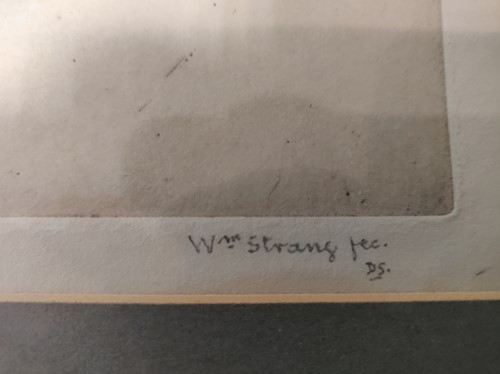 Wm Strang fec.
DS.